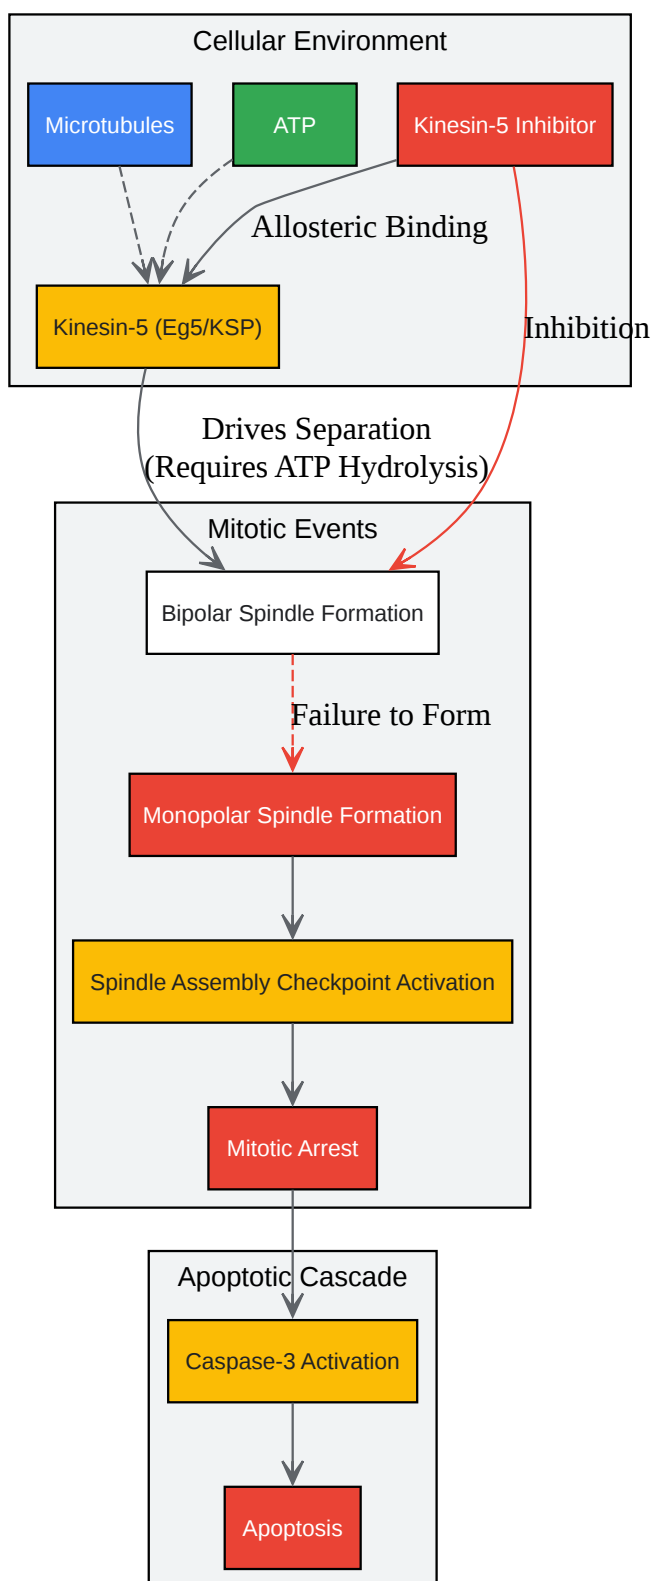 Cellular Environment
Microtubules
ATP
Kinesin-5 Inhibitor
Allosteric Binding
Kinesin-5 (Eg5/KSP)
Inhibition
Drives Separation
(Requires ATP Hydrolysis)
Mitotic Events
Bipolar Spindle Formation
Failure to Form
Monopolar Spindle Formation
Spindle Assembly Checkpoint Activation
Mitotic Arrest
Apoptotic Cascade
Caspase-3 Activation
Apoptosis